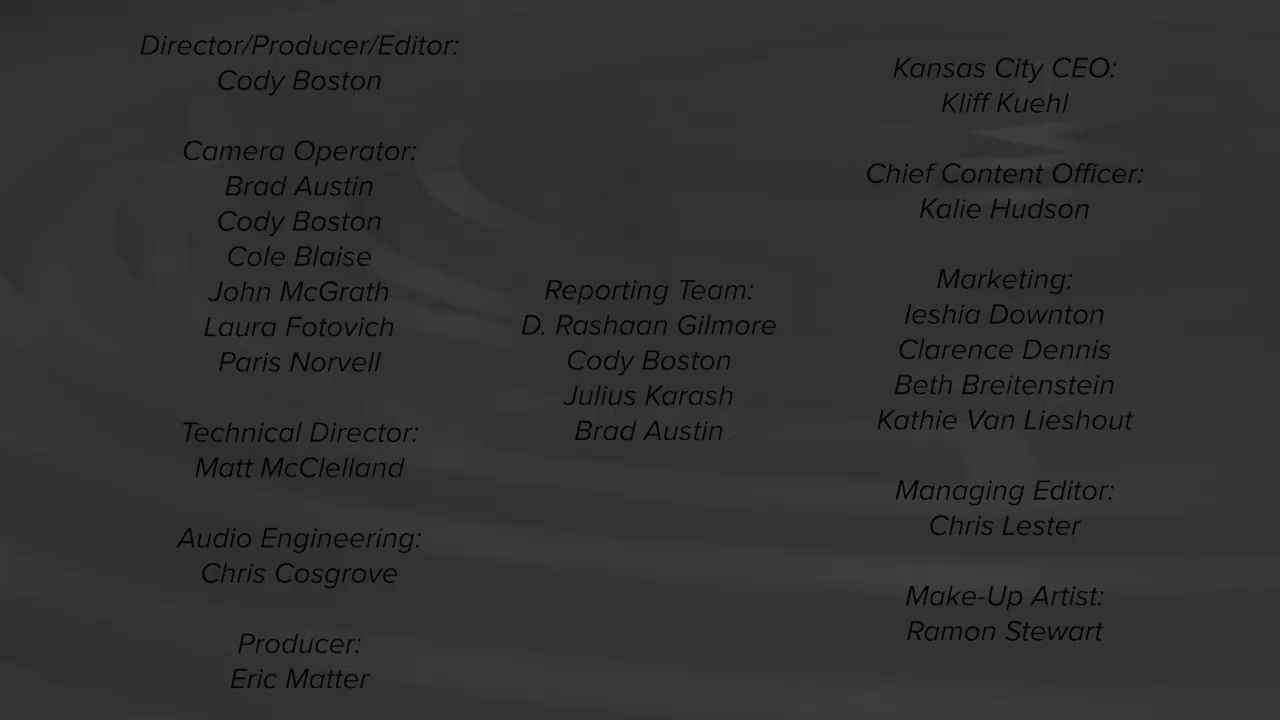 Director/Producer/Editor:
Cody Boston
Camera Operator:
Brad Austin
Cody Boston
Cole Blaise
John McGrath
Laura Fotovich
Paris Norvell
Technical Director:
Matt McClelland
Audio Engineering:
Chris Cosgrove
Producer:
Eric Matter
Reporting Team:
D. Rashaan Gilmore
Cody Boston
Julius Karash
Brad Austin
Kansas City CEO:
Kliff Kuehl
Chief Content Officer:
Kalie Hudson
Marketing:
Ieshia Downton
Clarence Dennis
Beth Breitenstein
Kathie Van Lieshout
Managing Editor:
Chris Lester
Make-Up Artist:
Ramon Stewart